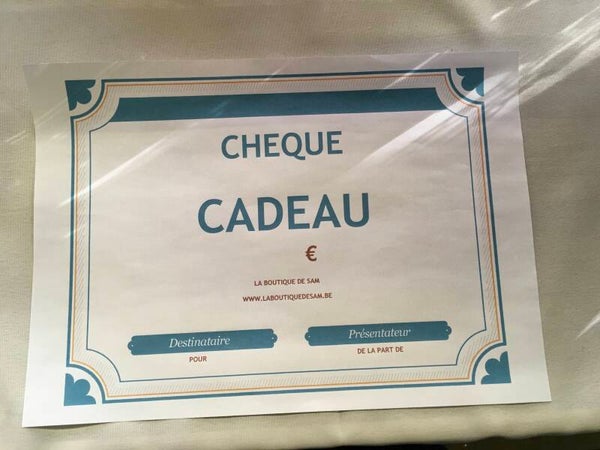 CHEQUE
CADEAU
€
LA BOUTIQUE DE SAM
WWW.LABOUTIQUEDESAM.BE
Destinataire
Présentateur
POUR
DE LA PART DE